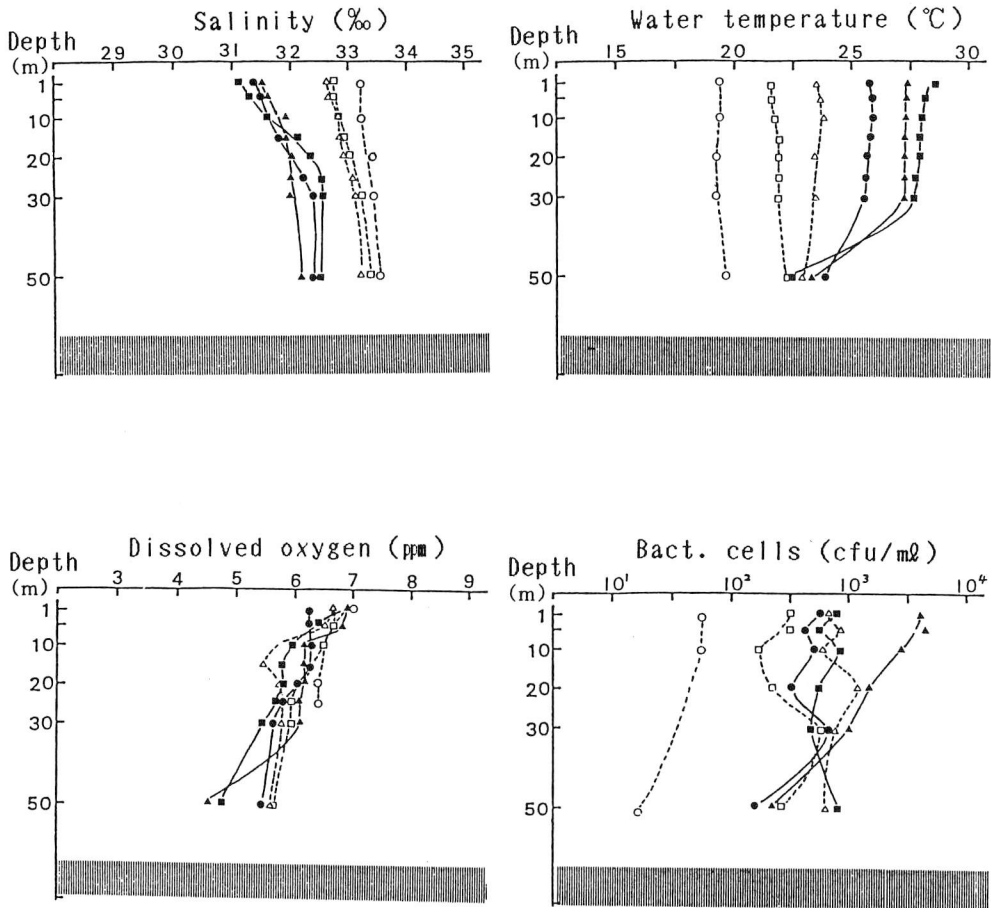 Salinity (‰)
Depth
(m)
29 31 32 33 34 35
1
10
20
30
50
Water temperature (°C)
Depth
(m)
15 20 25 30
1
10
20
30
50
Dissolved oxygen (ppm)
Depth
(m)
3 4 5 6 7 8 9
1
10
20
30
50
Bact. cells (cfu/mℓ)
Depth
(m)
10¹ 10² 10³ 10⁴
1
10
20
30
50